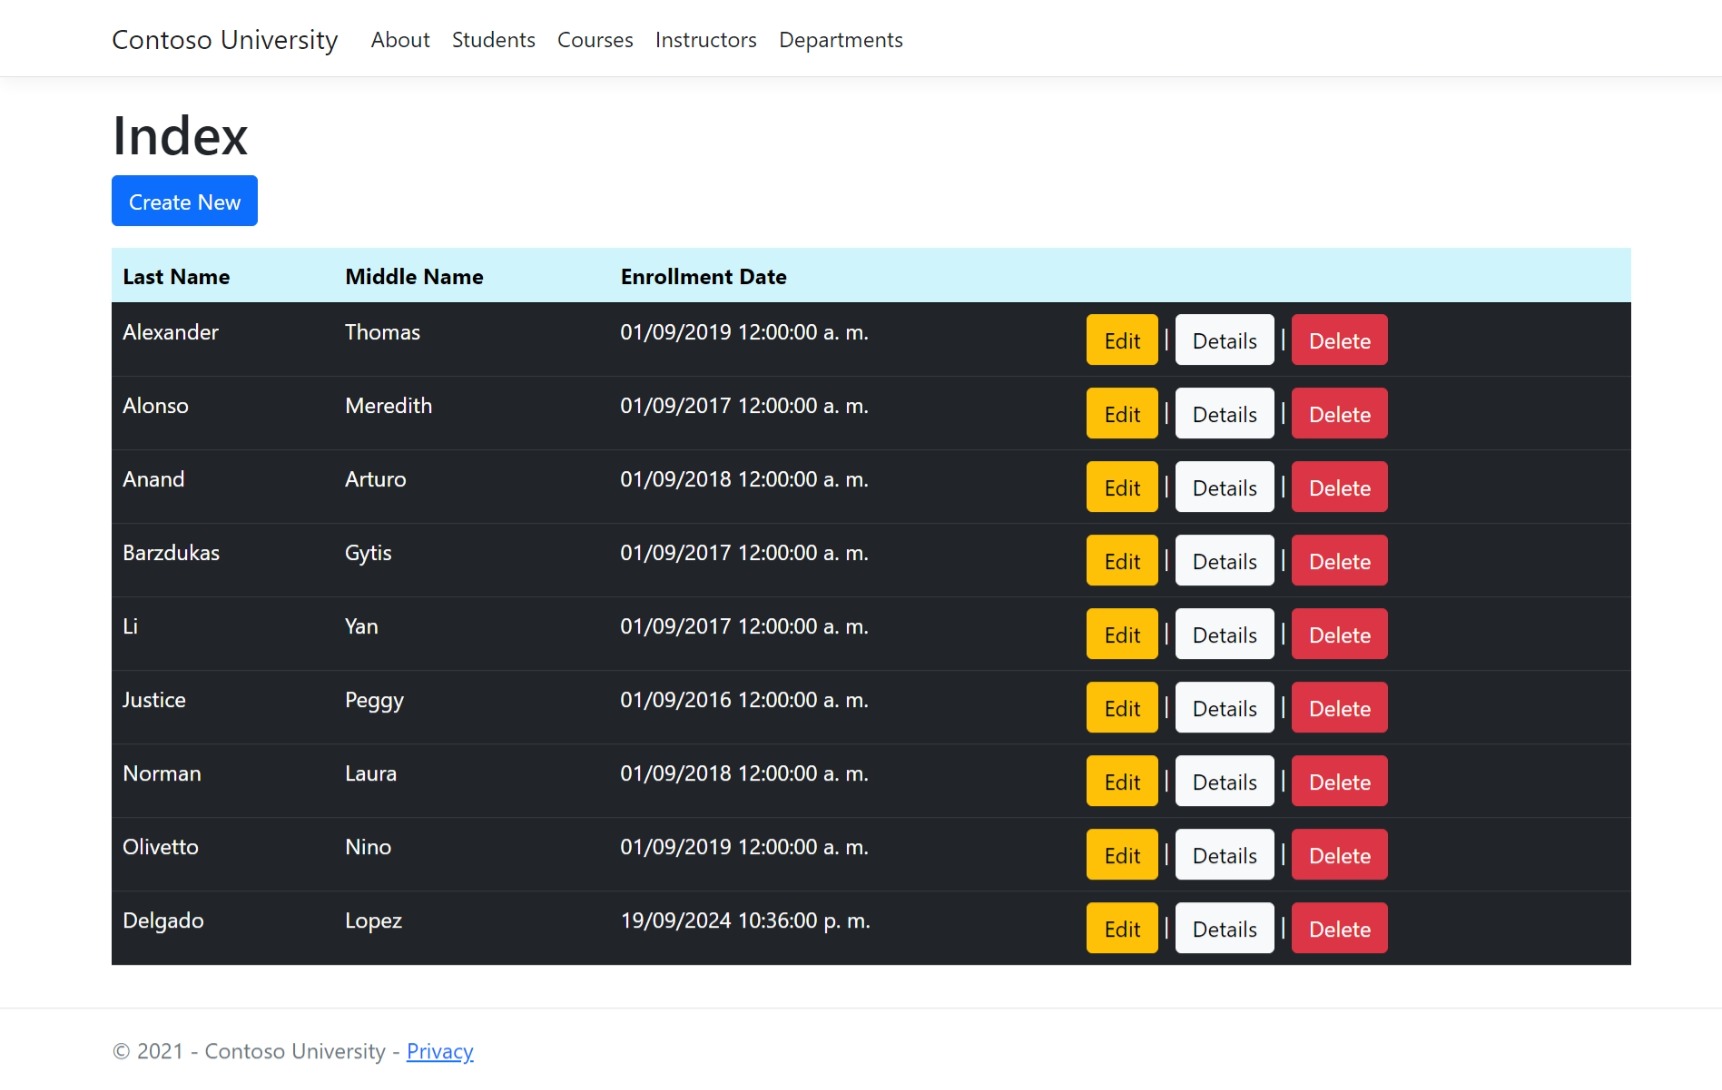 Contoso University About Students Courses Instructors Departments
Index
Create New
Last Name Middle Name Enrollment Date
Alexander Thomas 01/09/2019 12:00:00 a. m. Edit | Details | Delete
Alonso Meredith 01/09/2017 12:00:00 a. m. Edit | Details | Delete
Anand Arturo 01/09/2018 12:00:00 a. m. Edit | Details | Delete
Barzdukas Gytis 01/09/2017 12:00:00 a. m. Edit | Details | Delete
Li Yan 01/09/2017 12:00:00 a. m. Edit | Details | Delete
Justice Peggy 01/09/2016 12:00:00 a. m. Edit | Details | Delete
Norman Laura 01/09/2018 12:00:00 a. m. Edit | Details | Delete
Olivetto Nino 01/09/2019 12:00:00 a. m. Edit | Details | Delete
Delgado Lopez 19/09/2024 10:36:00 p. m. Edit | Details | Delete
© 2021 - Contoso University - Privacy